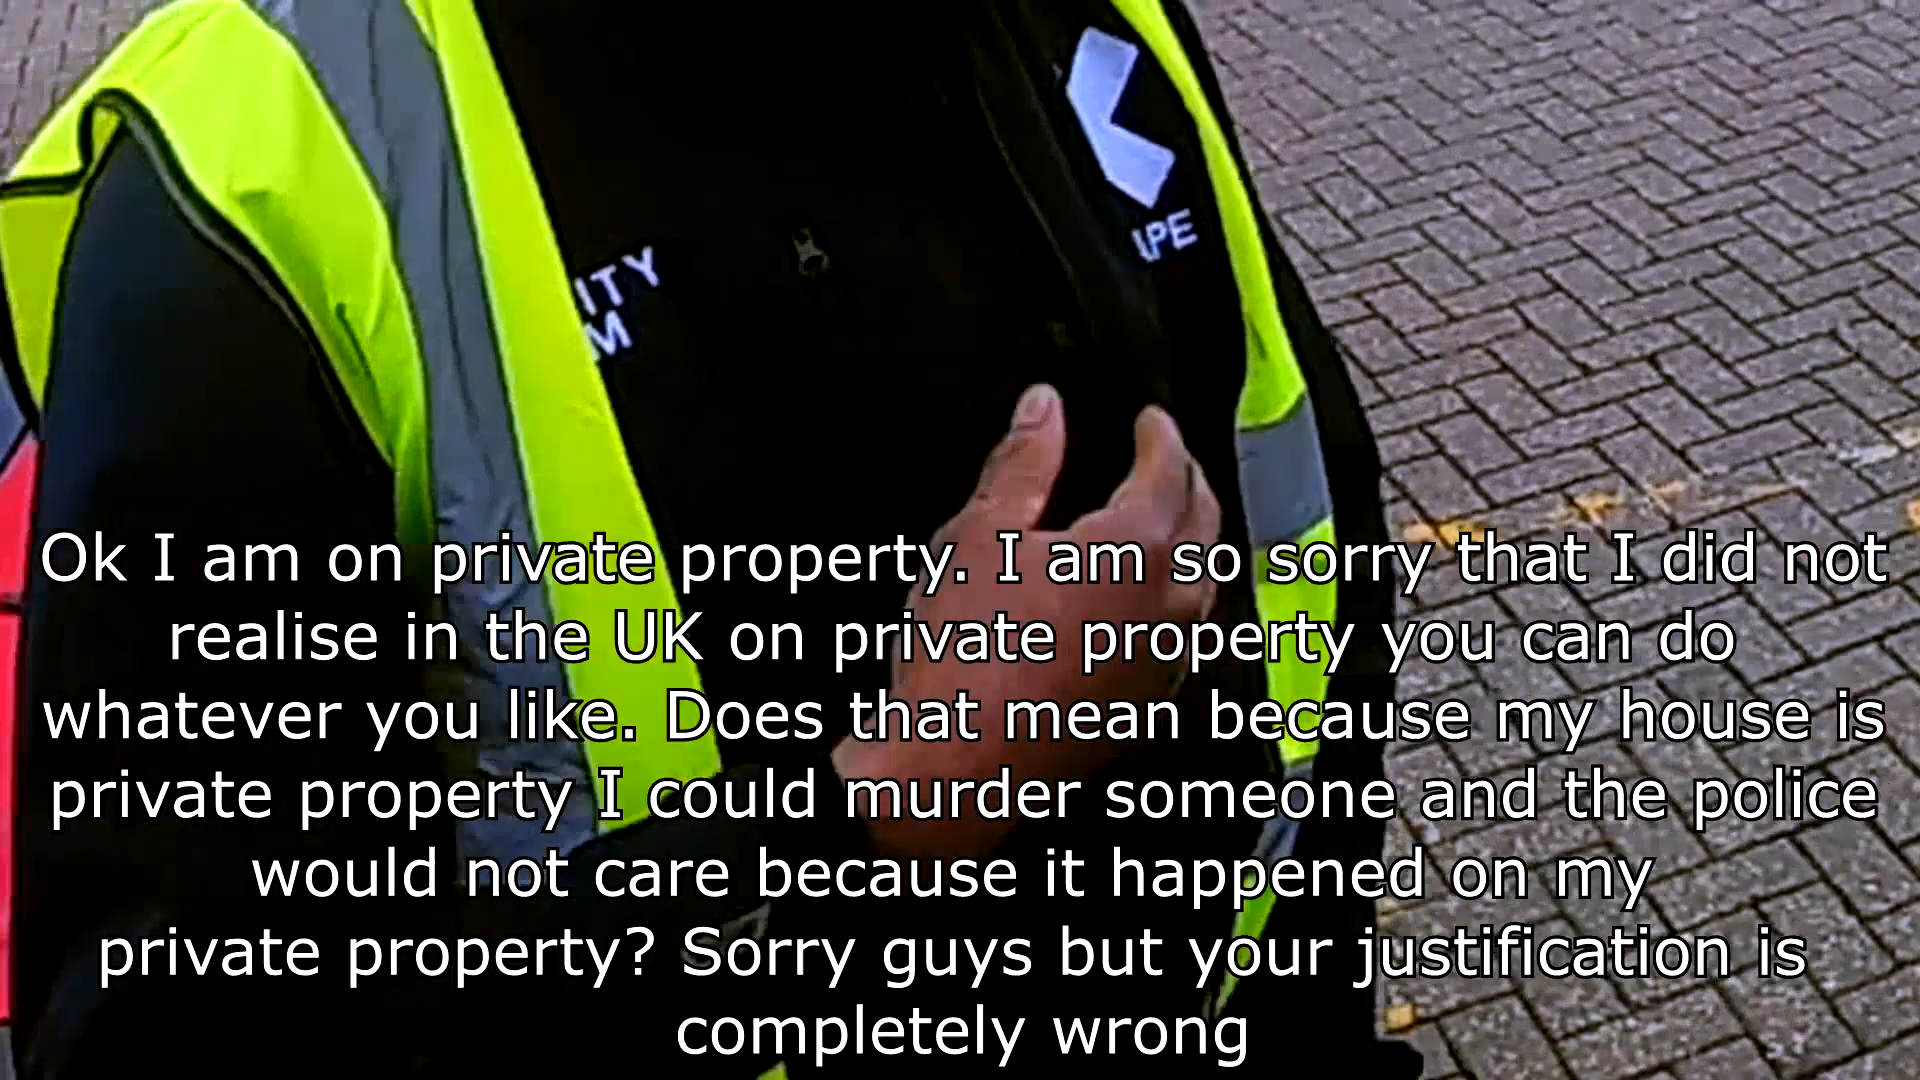 ITY
M
Ok I am on private property. I am so sorry that I did not
realise in the UK on private property you can do
whatever you like. Does that mean because my house is
private property I could murder someone and the police
would not care because it happened on my
private property? Sorry guys but your justification is
completely wrong